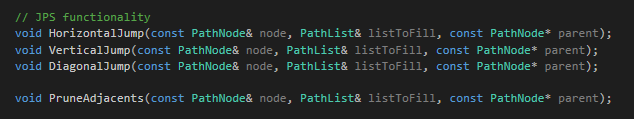 // JPS functionality
void HorizontalJump(const PathNode& node, PathList& listToFill, const PathNode* parent);
void VerticalJump(const PathNode& node, PathList& listToFill, const PathNode* parent);
void DiagonalJump(const PathNode& node, PathList& listToFill, const PathNode* parent);
void PruneAdjacents(const PathNode& node, PathList& listToFill, const PathNode* parent);